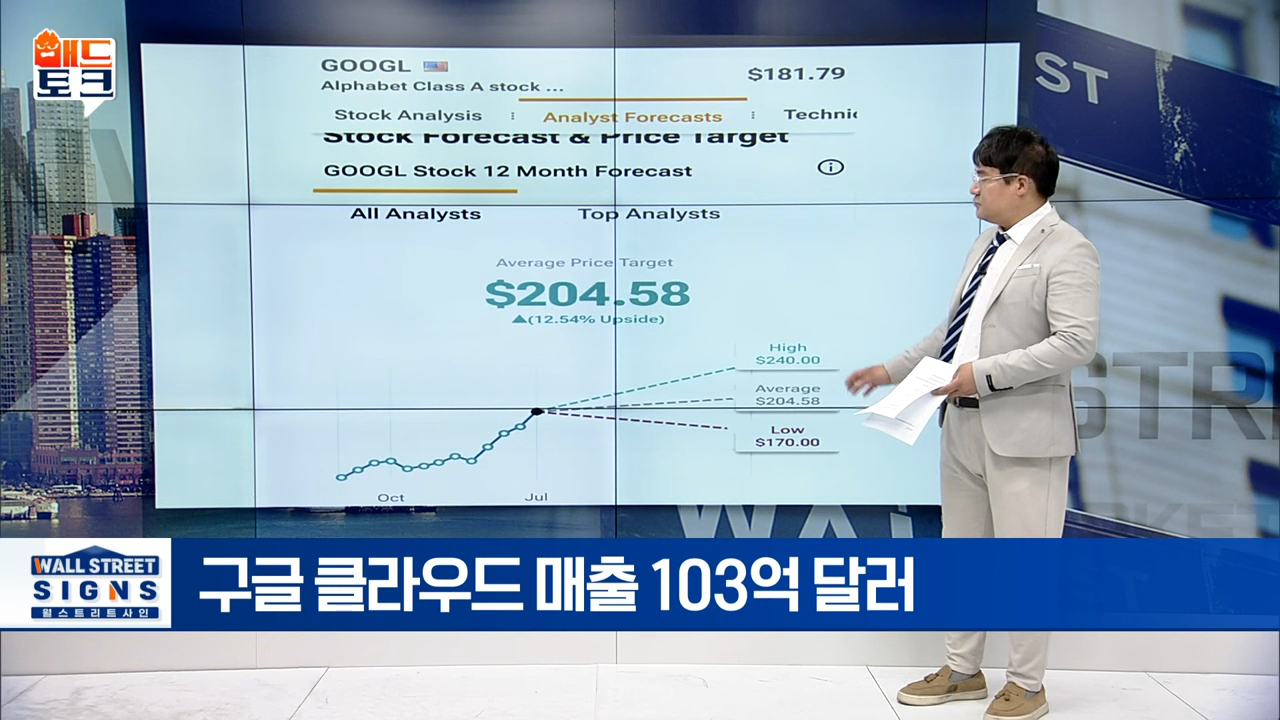 매드
토크
GOOGL
Alphabet Class A stock ...
$181.79
Stock Analysis
Analyst Forecasts
Technic
Stock Forecast & Price Target
GOOGL Stock 12 Month Forecast
All Analysts
Top Analysts
Average Price Target
$204.58
▲(12.54% Upside)
High
$240.00
Average
$204.58
Low
$170.00
Oct
Jul
ST
STR
WALL STREET
SIGNS
월스트리트사인
구글 클라우드 매출 103억 달러